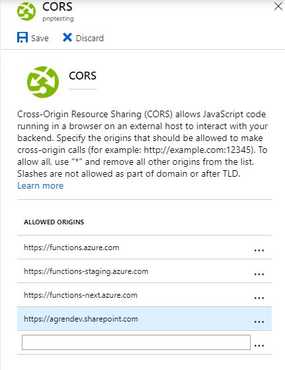 CORS
pnptesting
Save Discard
CORS
Cross-Origin Resource Sharing (CORS) allows JavaScript code
running in a browser on an external host to interact with your
backend. Specify the origins that should be allowed to make
cross-origin calls (for example: http://example.com:12345). To
allow all, use "*" and remove all other origins from the list.
Slashes are not allowed as part of domain or after TLD.
Learn more
ALLOWED ORIGINS
https://functions.azure.com
https://functions-staging.azure.com
https://functions-next.azure.com
https://agrendev.sharepoint.com